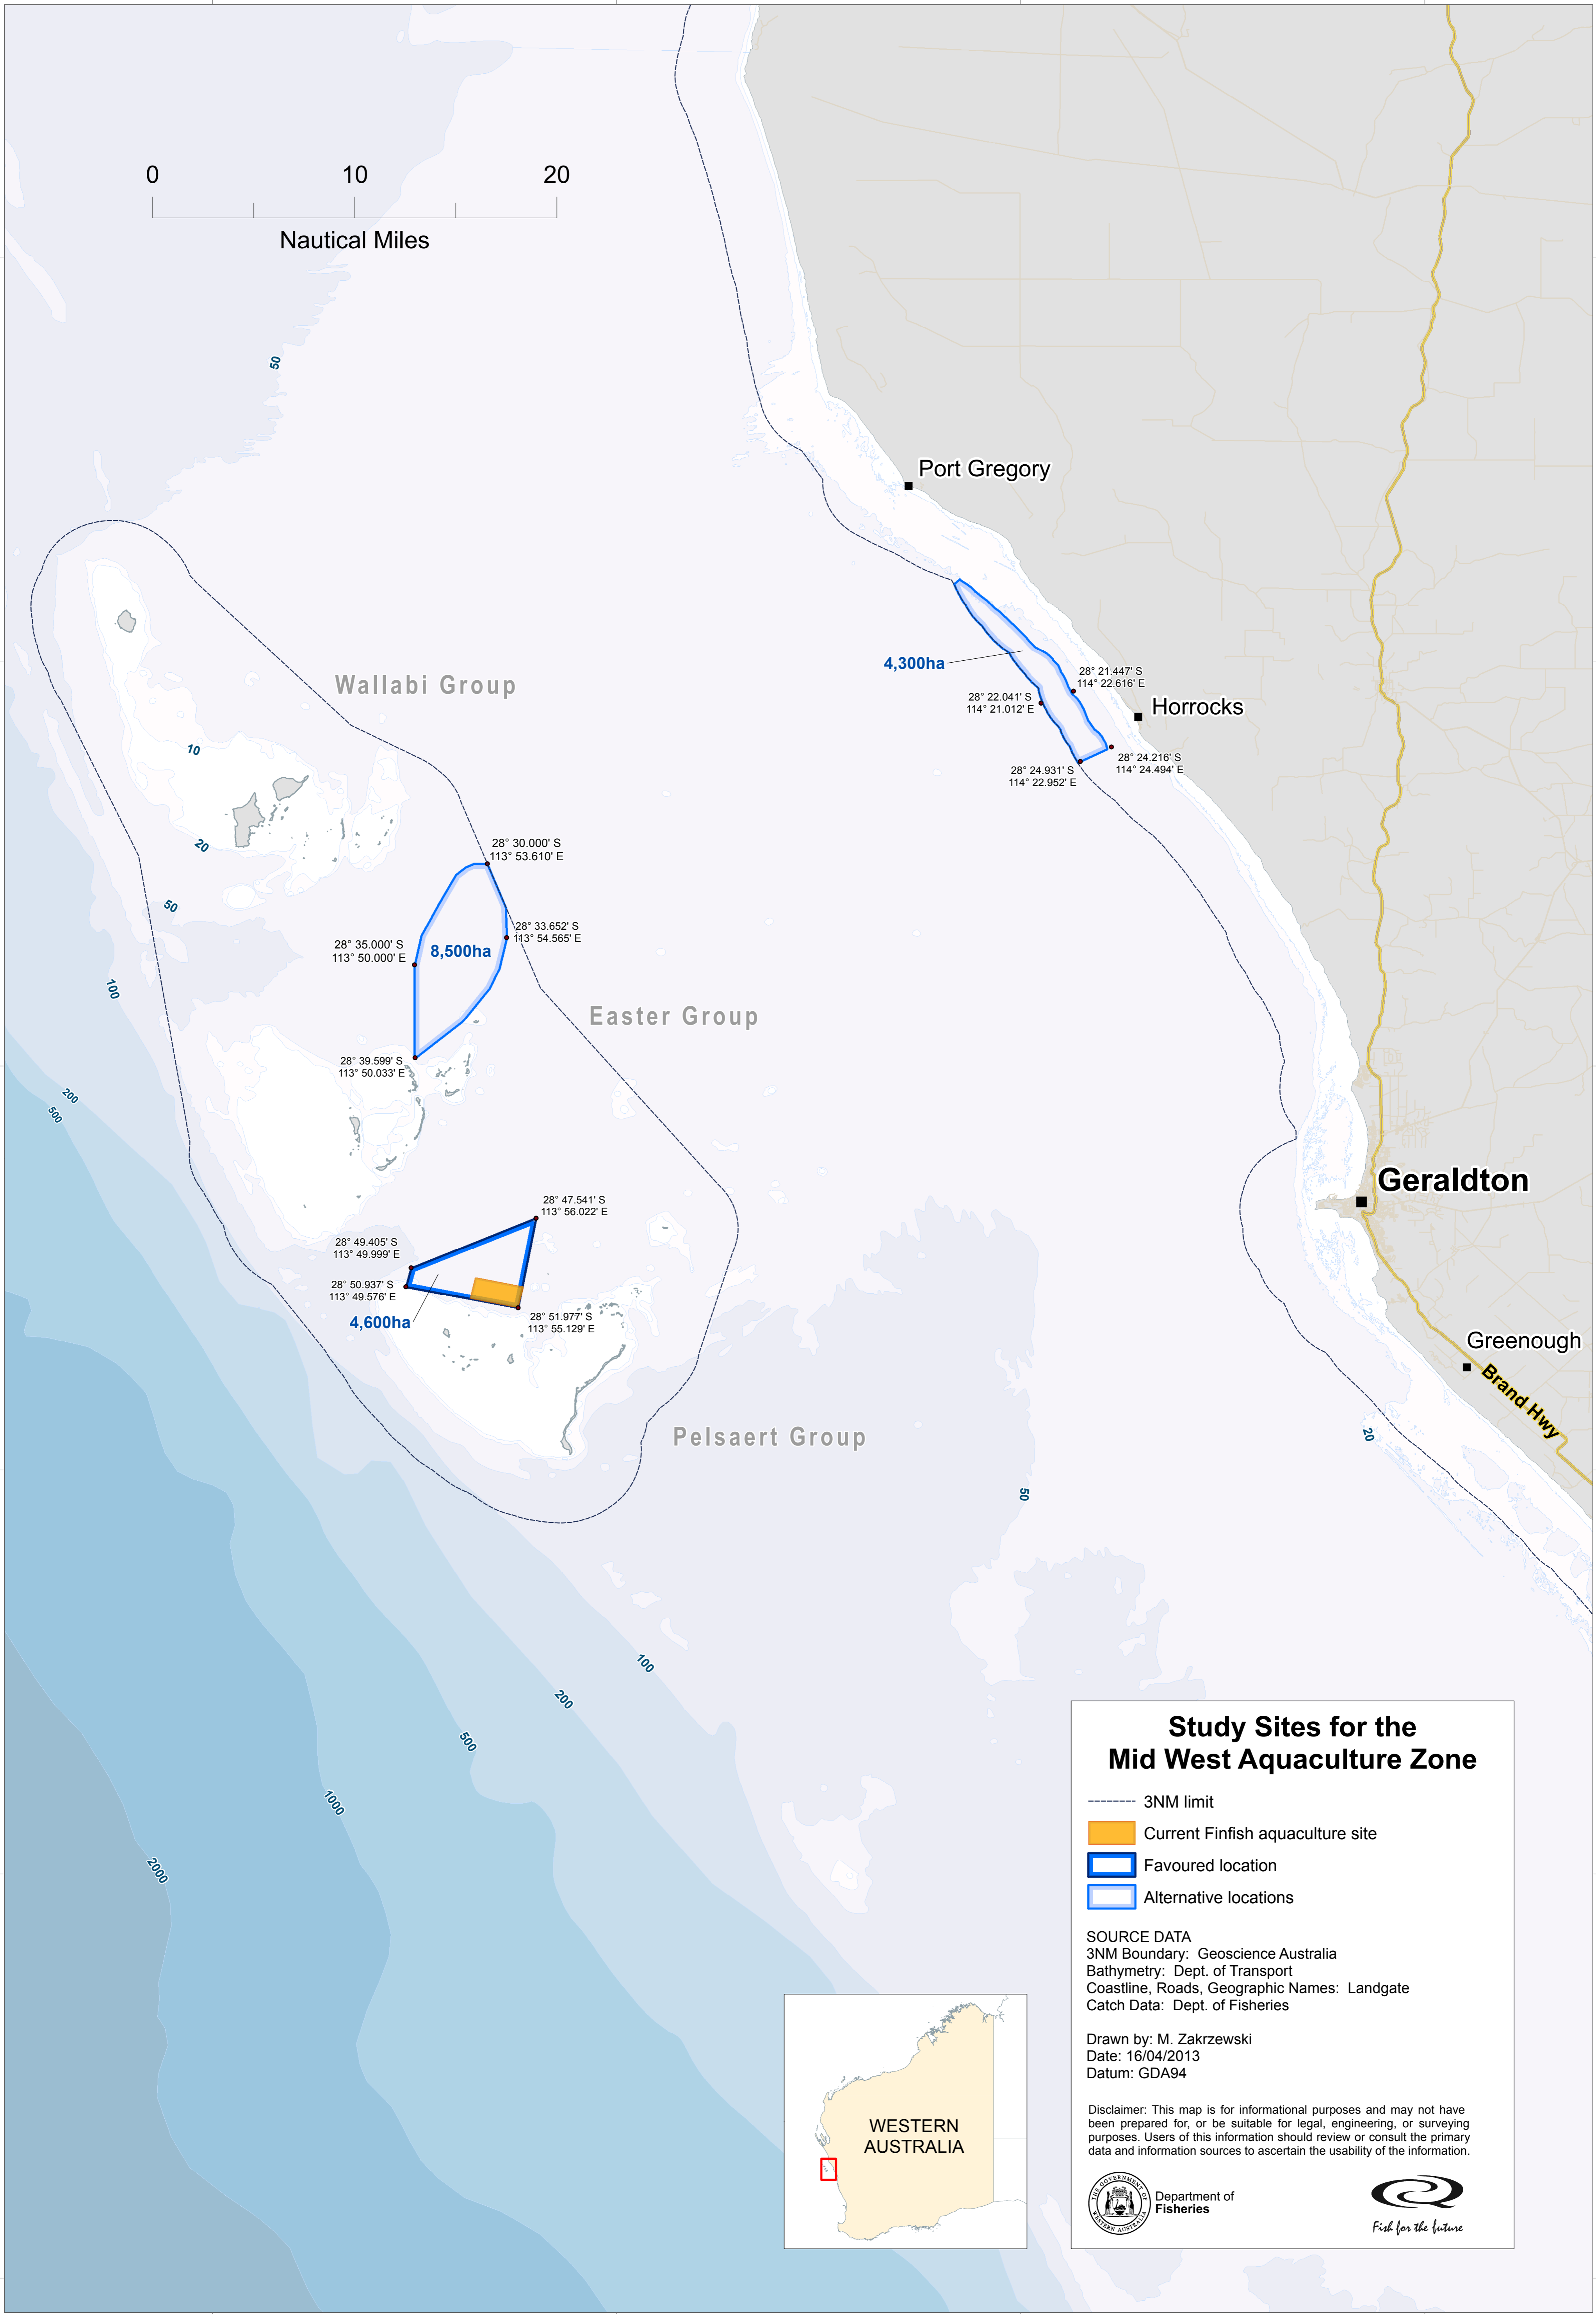 0 10 20
Nautical Miles
50
Port Gregory
4,300ha
28° 21.447' S
114° 22.616' E
28° 22.041' S
114° 21.012' E
Horrocks
28° 24.216' S
114° 24.494' E
28° 24.931' S
114° 22.952' E
Wallabi Group
10
20
50
100
200
500
28° 30.000' S
113° 53.610' E
28° 33.652' S
113° 54.565' E
28° 35.000' S
113° 50.000' E
8,500ha
Easter Group
28° 39.599' S
113° 50.033' E
28° 47.541' S
113° 56.022' E
28° 49.405' S
113° 49.999' E
28° 50.937' S
113° 49.576' E
4,600ha
28° 51.977' S
113° 55.129' E
Geraldton
Greenough
Brand Hwy
20
Pelsaert Group
50
100
200
500
1000
2000
Study Sites for the
Mid West Aquaculture Zone
3NM limit
Current Finfish aquaculture site
Favoured location
Alternative locations
SOURCE DATA
3NM Boundary: Geoscience Australia
Bathymetry: Dept. of Transport
Coastline, Roads, Geographic Names: Landgate
Catch Data: Dept. of Fisheries
Drawn by: M. Zakrzewski
Date: 16/04/2013
Datum: GDA94
Disclaimer: This map is for informational purposes and may not have
been prepared for, or be suitable for legal, engineering, or surveying
purposes. Users of this information should review or consult the primary
data and information sources to ascertain the usability of the information.
THE GOVERNMENT OF
WESTERN AUSTRALIA
Department of
Fisheries
Fish for the future
WESTERN
AUSTRALIA